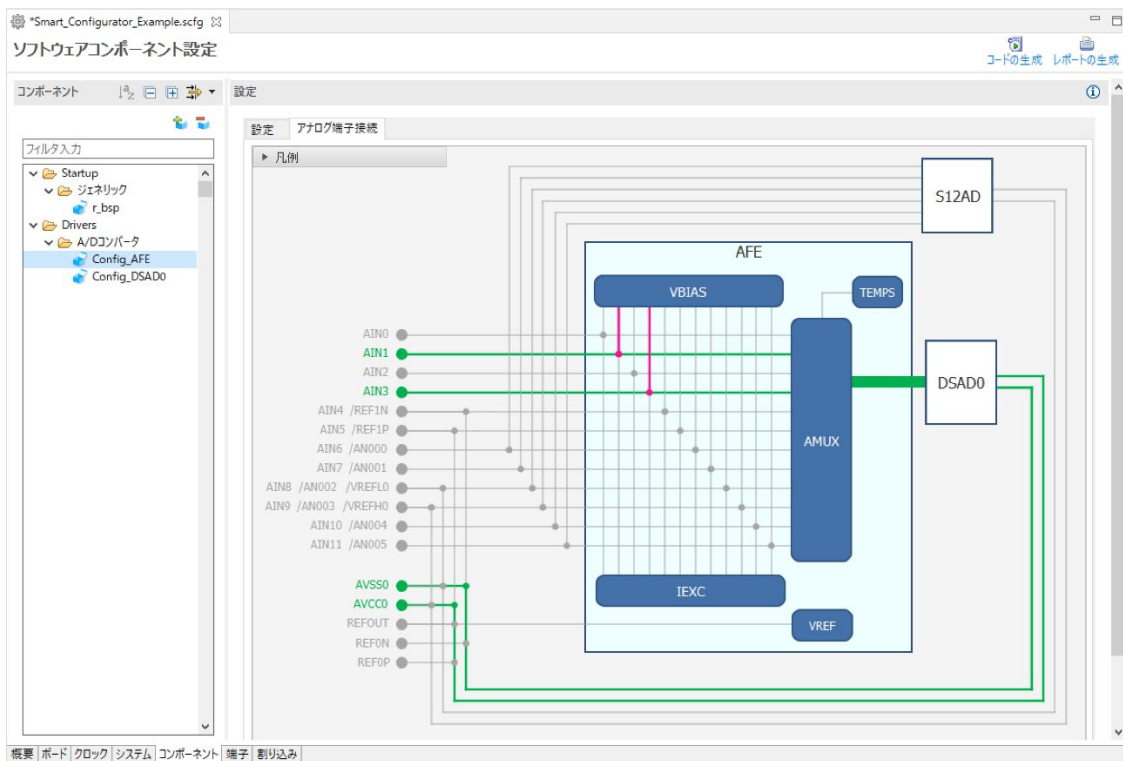 *Smart_Configurator_Example.scfg
ソフトウェアコンポーネント設定
コードの生成 レポートの生成
コンポーネント
設定
フィルタ入力
Startup
ジェネリック
r_bsp
Drivers
A/Dコンバータ
Config_AFE
Config_DSAD0
設定 アナログ端子接続
凡例
S12AD
AFE
VBIAS
TEMPS
AIN0
AIN1
AIN2
AIN3
AIN4 /REF1N
AIN5 /REF1P
AIN6 /AN000
AIN7 /AN001
AIN8 /AN002 /VREFL0
AIN9 /AN003 /VREFH0
AIN10 /AN004
AIN11 /AN005
DSAD0
AMUX
AVSS0
AVCC0
REFOUT
REF0N
REF0P
IEXC
VREF
概要 ボード クロック システム コンポーネント 端子 割り込み